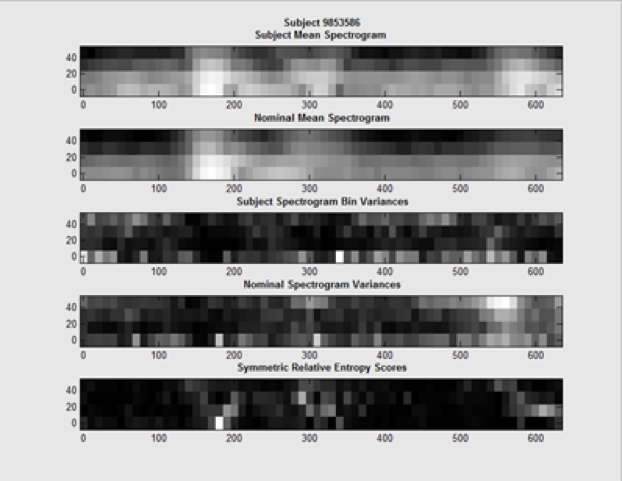 Subject 9853586
Subject Mean Spectrogram
40
20
0
0 100 200 300 400 500 600
Nominal Mean Spectrogram
40
20
0
0 100 200 300 400 500 600
Subject Spectrogram Bin Variances
40
20
0
0 100 200 300 400 500 600
Nominal Spectrogram Variances
40
20
0
0 100 200 300 400 500 600
Symmetric Relative Entropy Scores
40
20
0
0 100 200 300 400 500 600